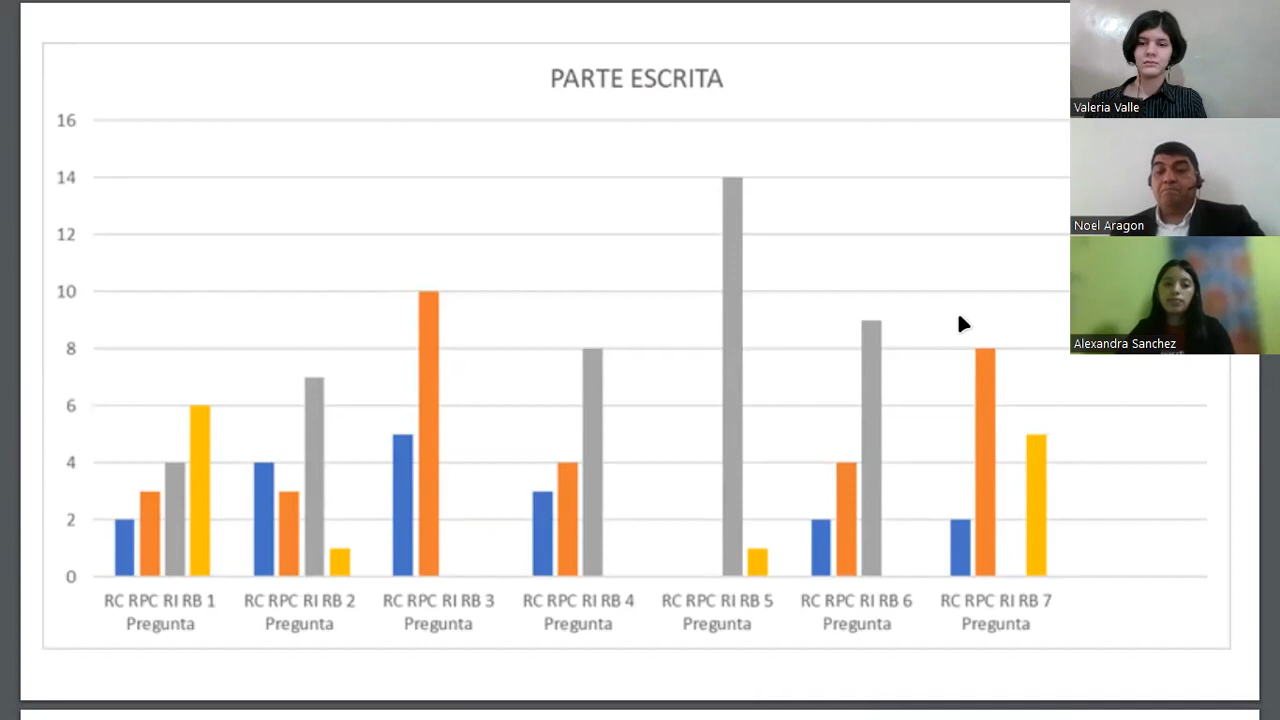 PARTE ESCRITA
16
14
12
10
8
6
4
2
0
RC RPC RI RB 1
Pregunta
RC RPC RI RB 2
Pregunta
RC RPC RI RB 3
Pregunta
RC RPC RI RB 4
Pregunta
RC RPC RI RB 5
Pregunta
RC RPC RI RB 6
Pregunta
RC RPC RI RB 7
Pregunta
Valeria Valle
Noel Aragon
Alexandra Sanchez